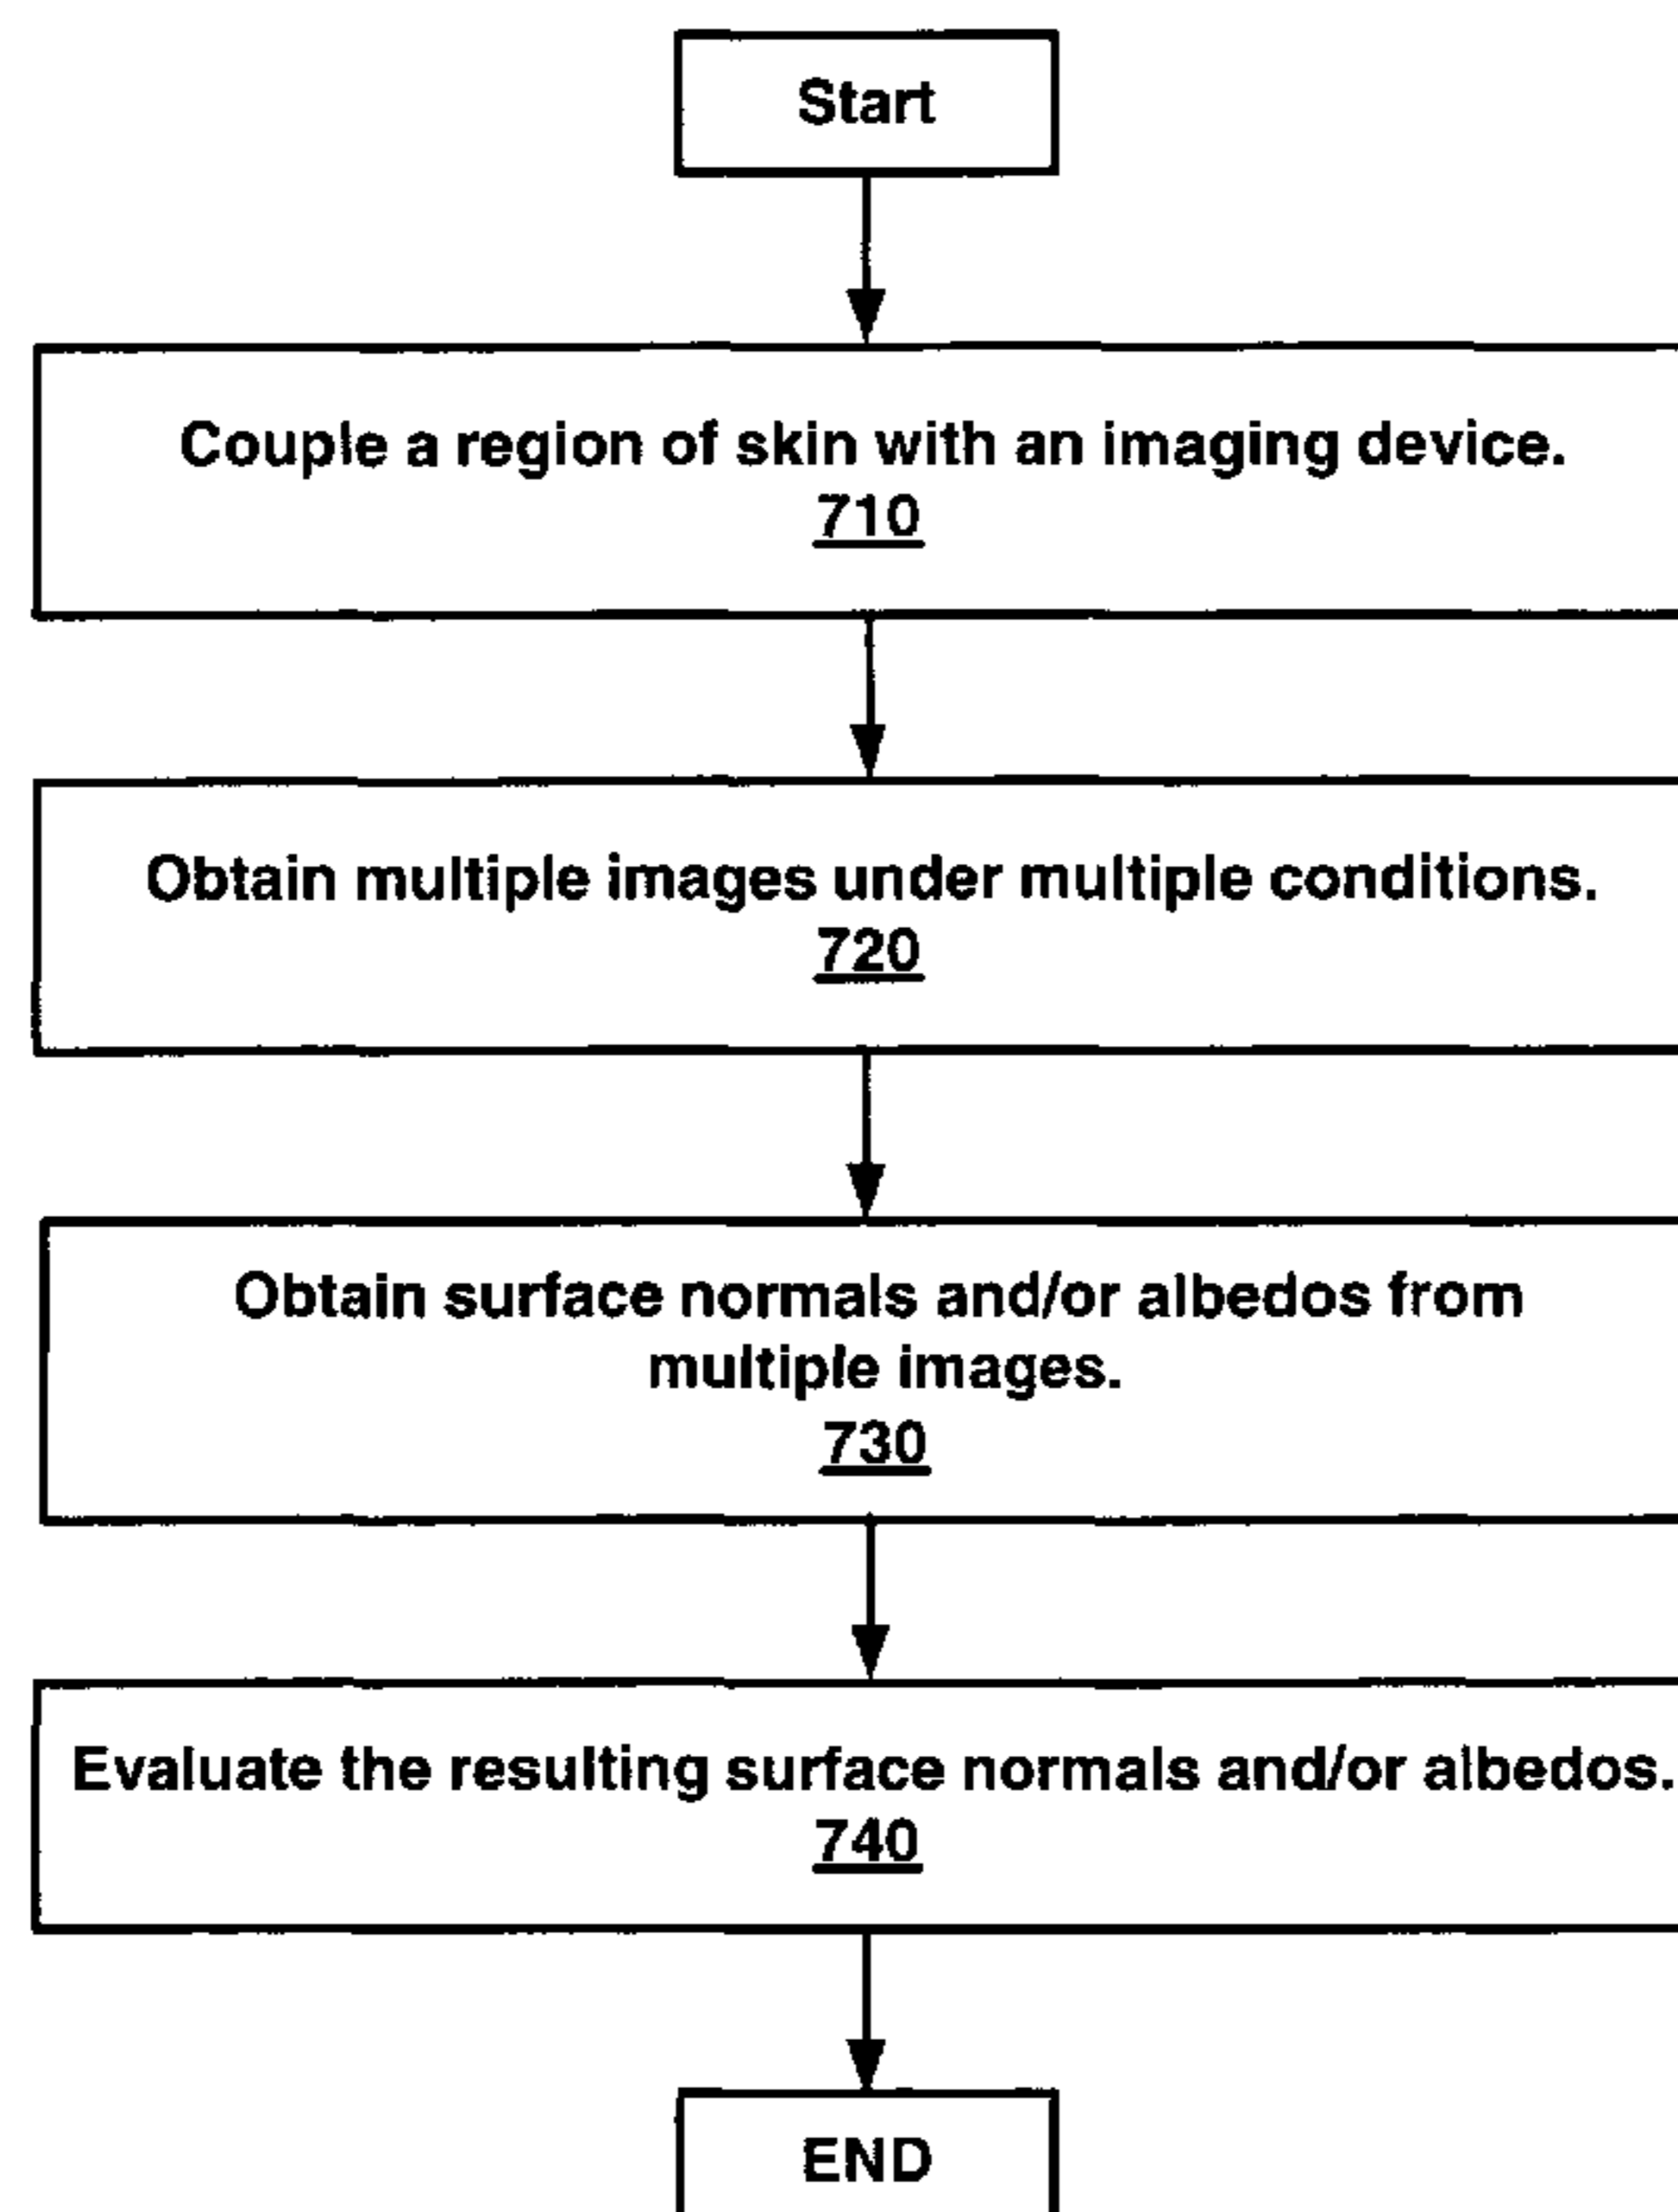 Start
Couple a region of skin with an imaging device.
710
Obtain multiple images under multiple conditions.
720
Obtain surface normals and/or albedos from
multiple images.
730
Evaluate the resulting surface normals and/or albedos.
740
END